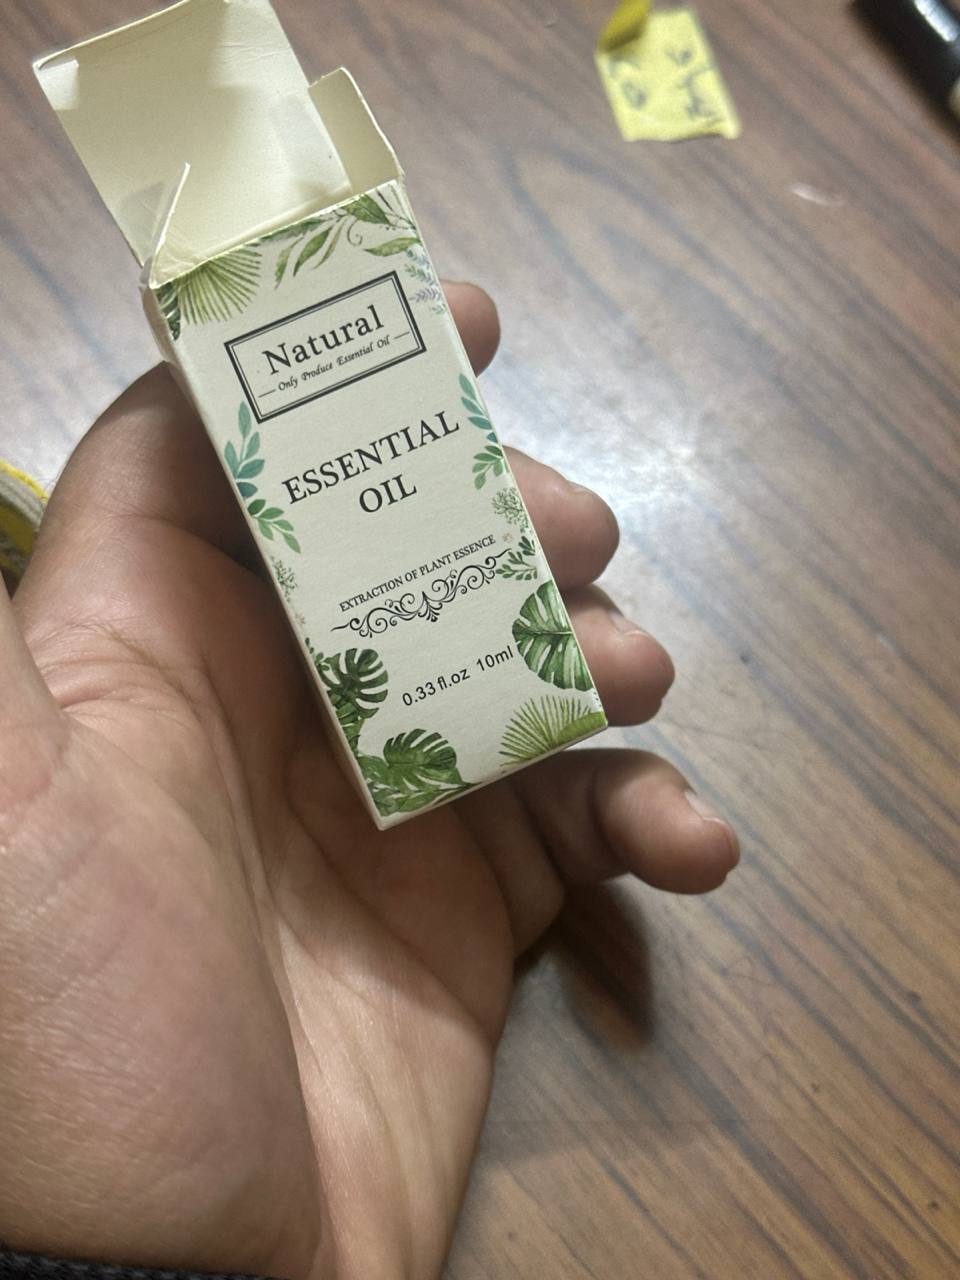 Natural
Only Produce Essential Oil
ESSENTIAL
OIL
EXTRACTION OF PLANT ESSENCE
0.33 fl.oz 10ml